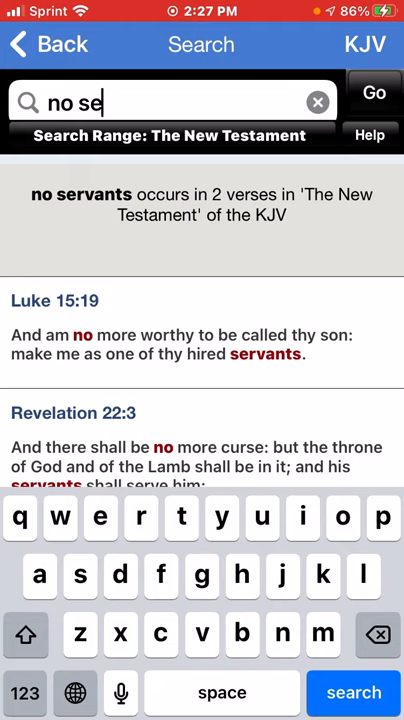 Sprint 2:27 PM 86%
Back Search KJV
no se Go
Search Range: The New Testament Help
no servants occurs in 2 verses in 'The New
Testament' of the KJV
Luke 15:19
And am no more worthy to be called thy son:
make me as one of thy hired servants.
Revelation 22:3
And there shall be no more curse: but the throne
of God and of the Lamb shall be in it; and his
servants shall serve him:
q w e r t y u i o p
a s d f g h j k l
z x c v b n m
123 space search